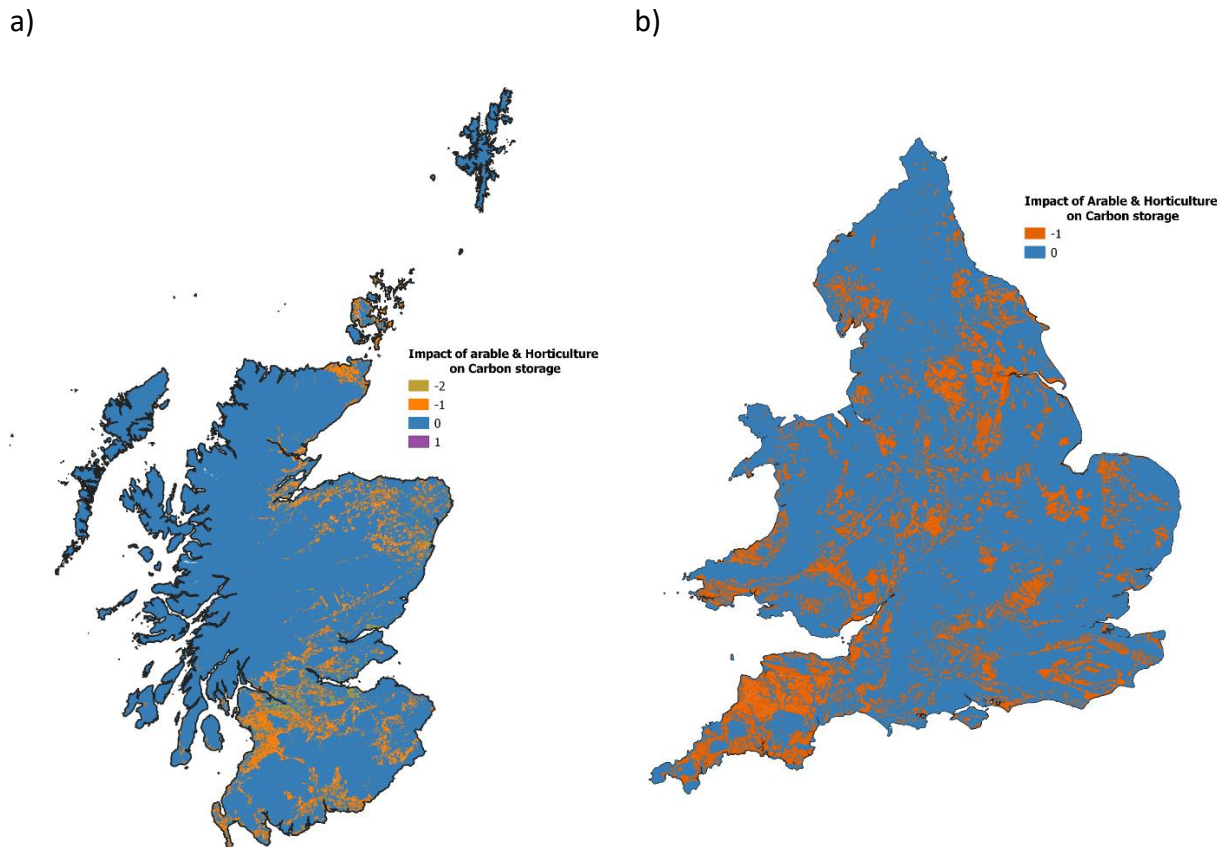 a)
b)
Impact of arable & Horticulture
on Carbon storage
-2
-1
0
1
Impact of Arable & Horticulture
on Carbon storage
-1
0